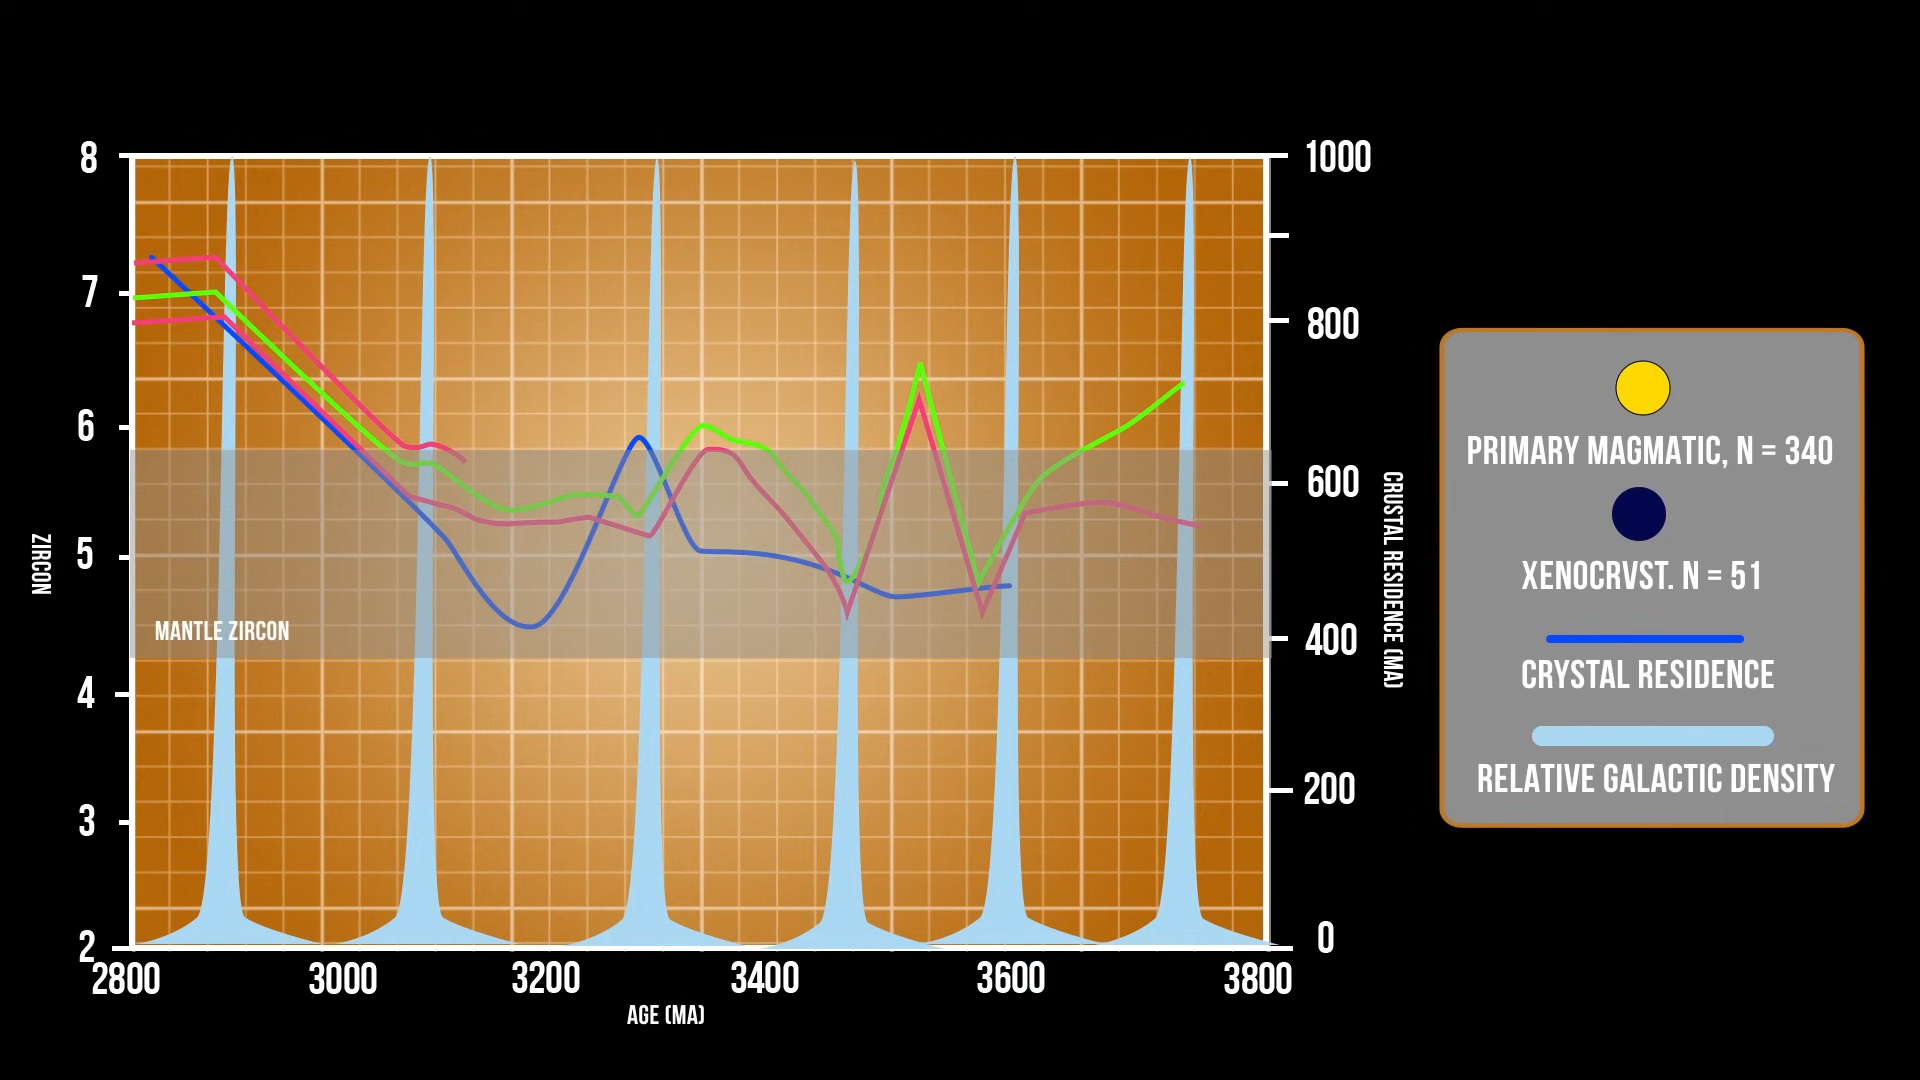 8
7
6
5
4
3
2
ZIRCON
MANTLE ZIRCON
2800 3000 3200 3400 3600 3800
AGE (MA)
1000
800
600
400
200
0
CRUSTAL RESIDENCE (MA)
PRIMARY MAGMATIC, N = 340
XENOCRVST. N = 51
CRYSTAL RESIDENCE
RELATIVE GALACTIC DENSITY